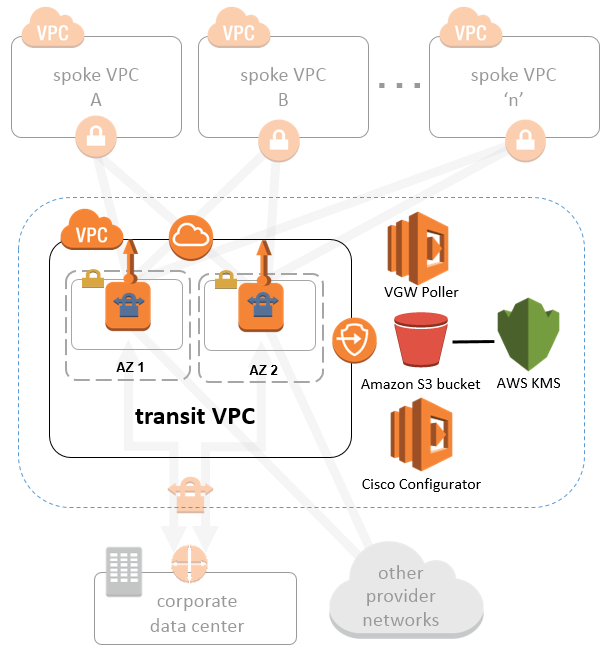 VPC
VPC
VPC
spoke VPC
A
spoke VPC
B
...
spoke VPC
‘n’
VPC
AZ 1
AZ 2
transit VPC
VGW Poller
Amazon S3 bucket
AWS KMS
Cisco Configurator
corporate
data center
other
provider
networks